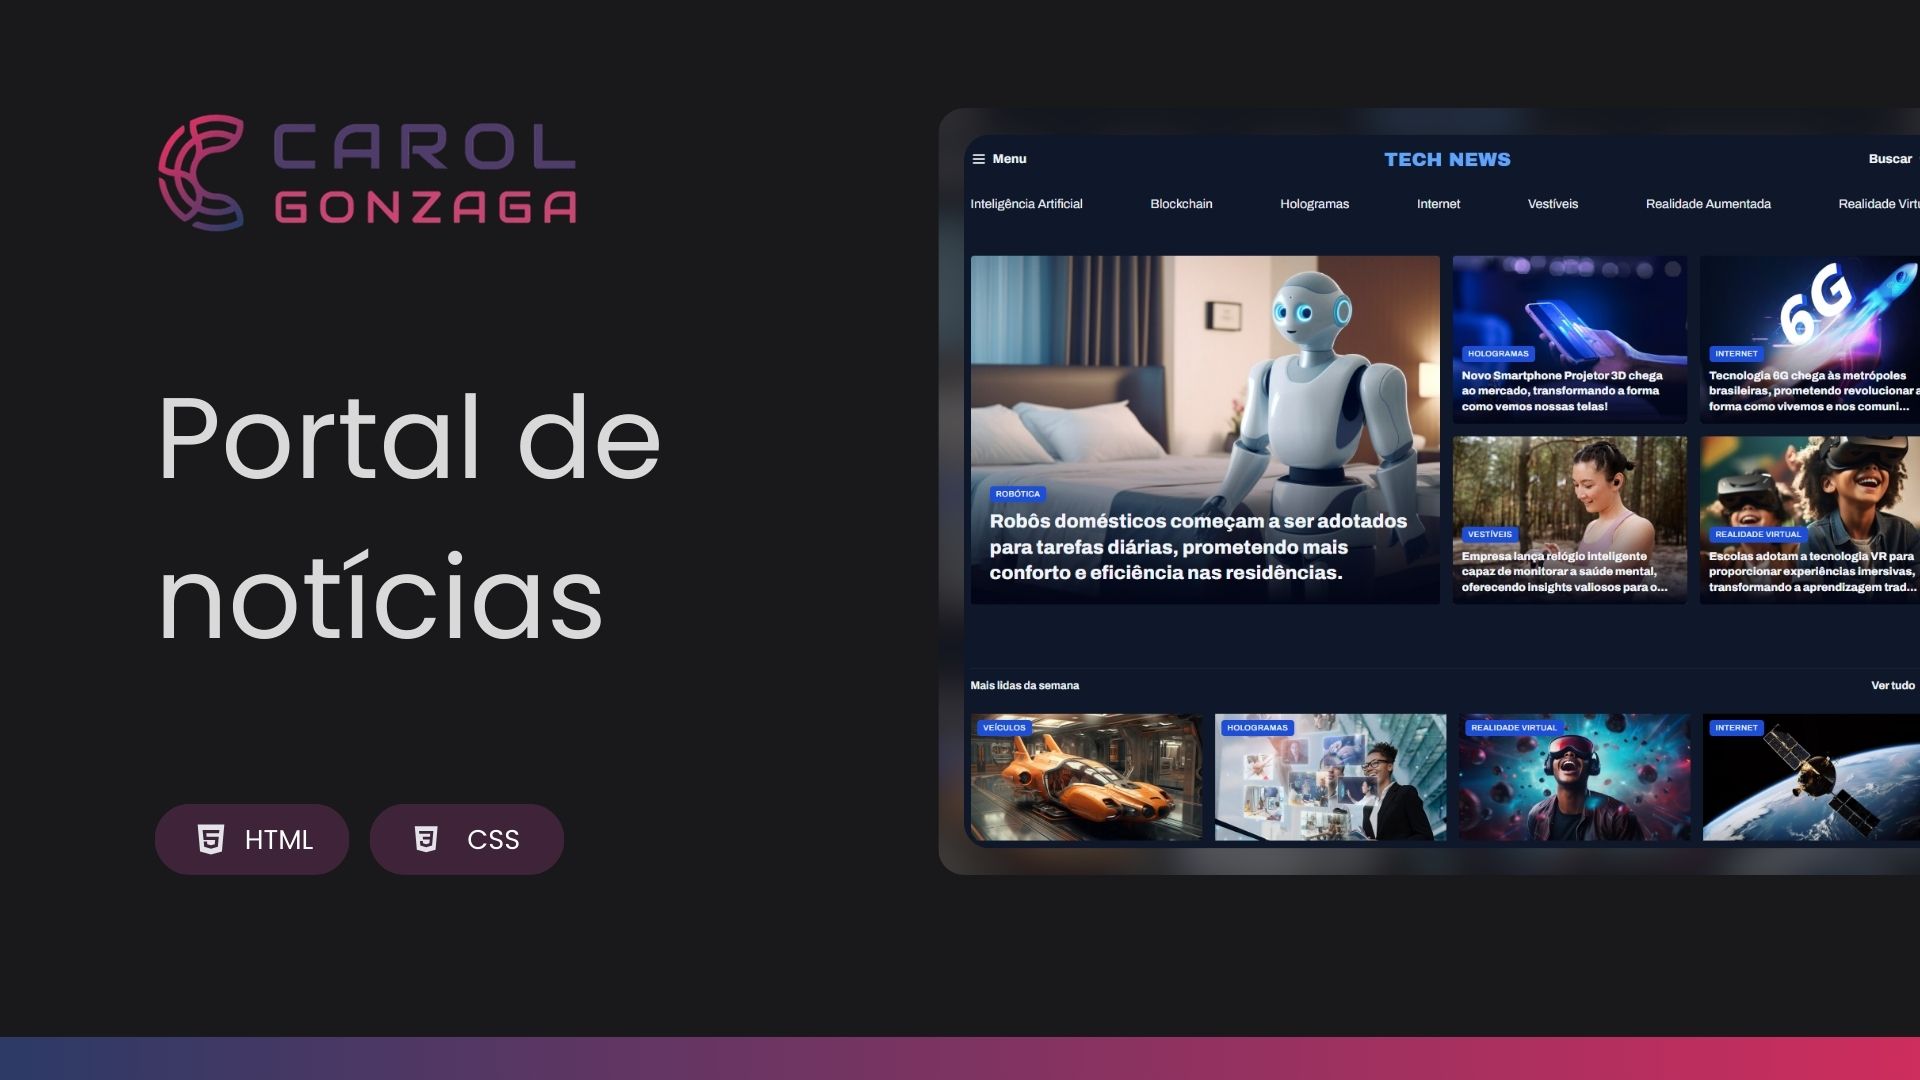 CAROL
GONZAGA
Portal de
notícias
HTML
CSS
Menu
TECH NEWS
Buscar
Inteligência Artificial
Blockchain
Hologramas
Internet
Vestíveis
Realidade Aumentada
Realidade Virtu
ROBÓTICA
Robôs domésticos começam a ser adotados
para tarefas diárias, prometendo mais
conforto e eficiência nas residências.
HOLOGRAMAS
Novo Smartphone Projetor 3D chega
ao mercado, transformando a forma
como vemos nossas telas!
6G
INTERNET
Tecnologia 6G chega às metrópoles
brasileiras, prometendo revolucionar a
forma como vivemos e nos comuni...
VESTÍVEIS
Empresa lança relógio inteligente
capaz de monitorar a saúde mental,
oferecendo insights valiosos para o...
REALIDADE VIRTUAL
Escolas adotam a tecnologia VR para
proporcionar experiências imersivas,
transformando a aprendizagem trad...
Mais lidas da semana
Ver tudo
VEÍCULOS
HOLOGRAMAS
REALIDADE VIRTUAL
INTERNET